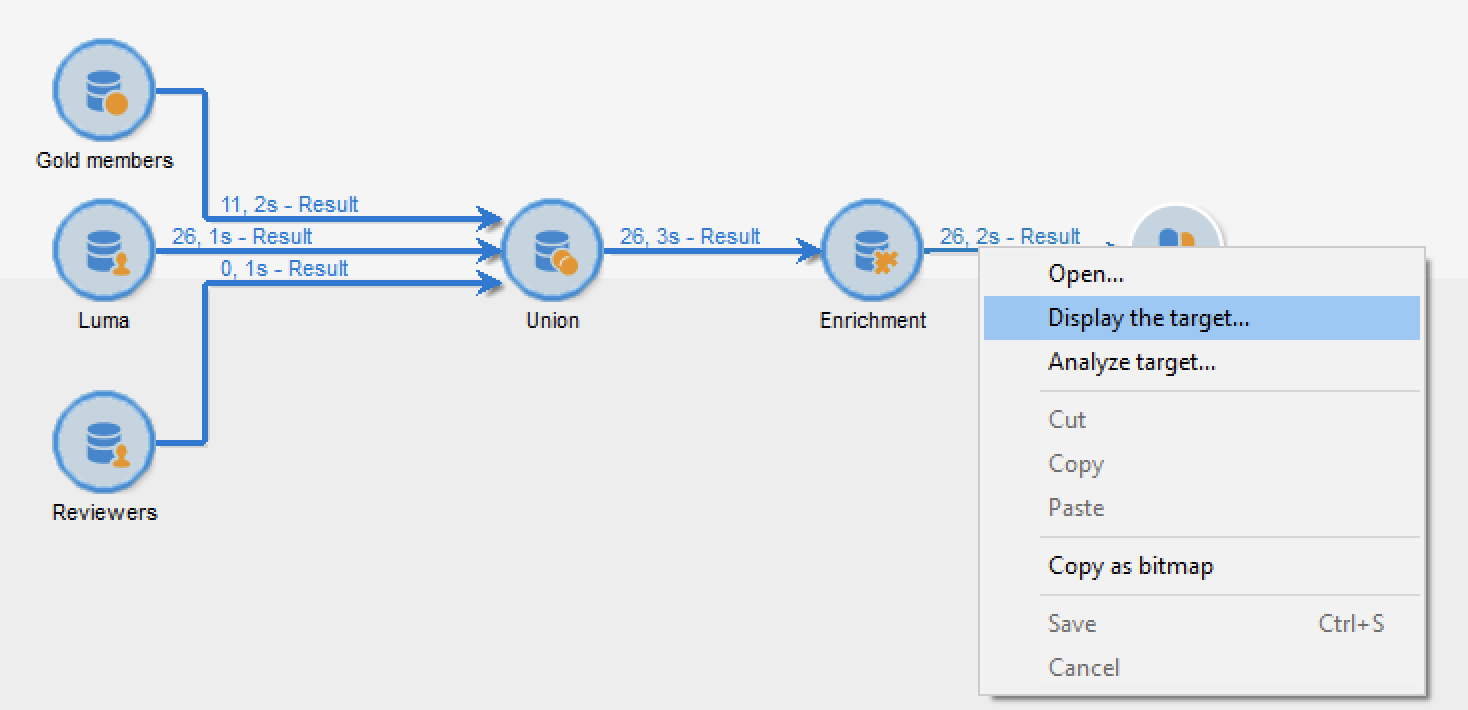 Gold members
11, 2s - Result
26, 1s - Result
0, 1s - Result
Luma
26, 3s - Result
Union
26, 2s - Result
Enrichment
Reviewers
Open...
Display the target...
Analyze target...
Cut
Copy
Paste
Copy as bitmap
Save Ctrl+S
Cancel